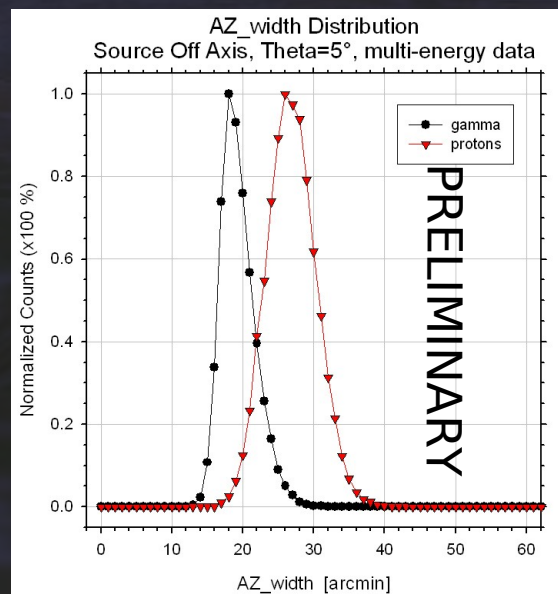 AZ_width Distribution
Source Off Axis, Theta=5°, multi-energy data
1.0
0.8
0.6
0.4
0.2
0.0
Normalized Counts (x100 %)
gamma
protons
PRELIMINARY
0 10 20 30 40 50 60
AZ_width [arcmin]